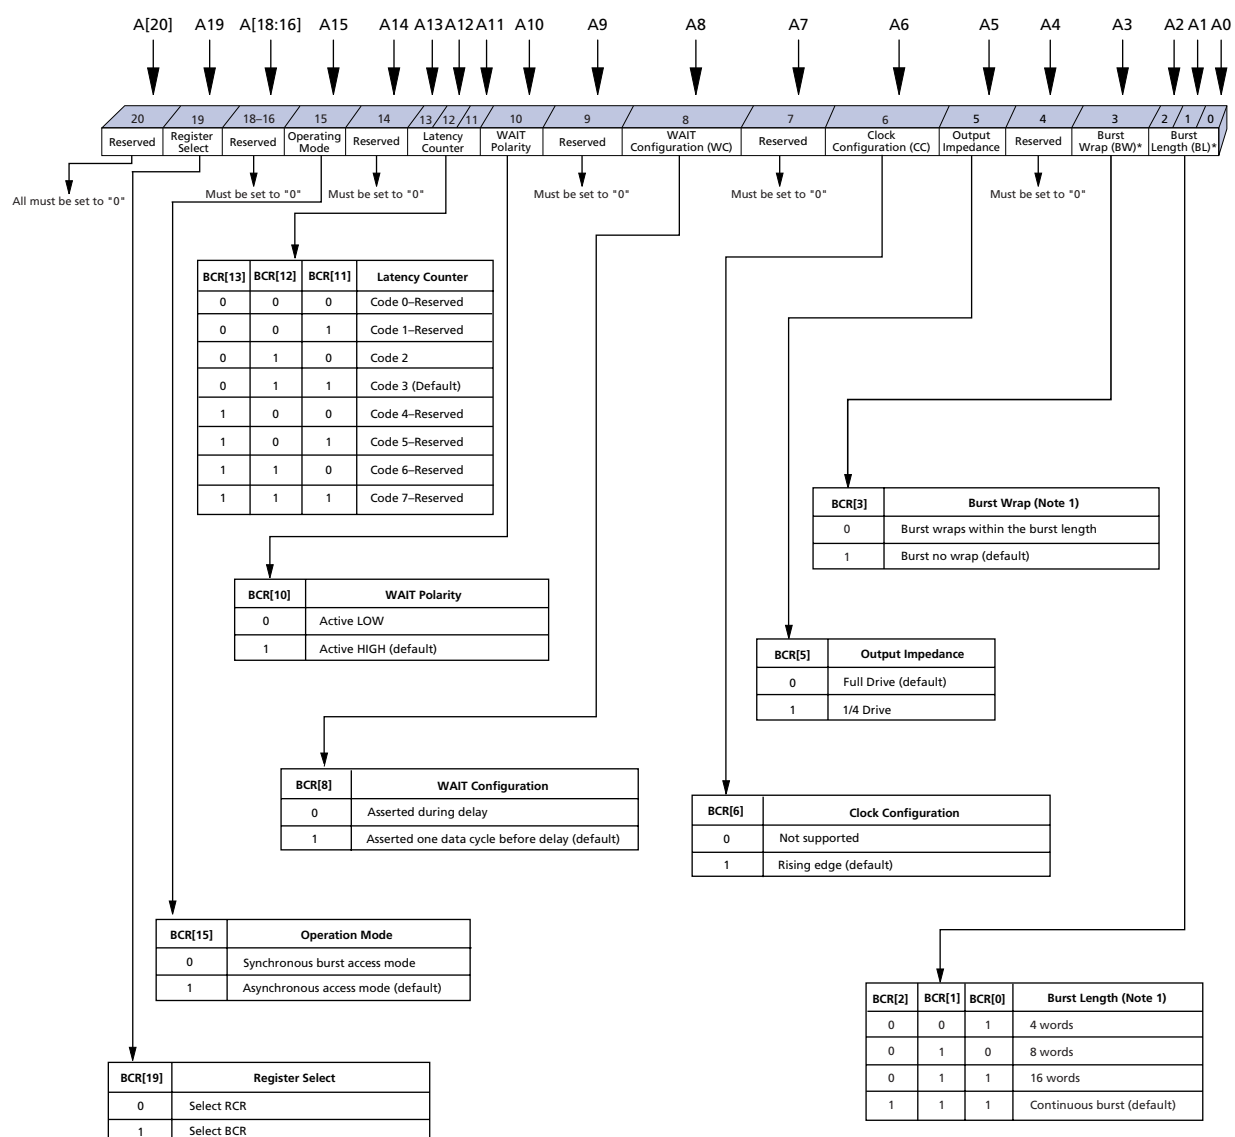 A[20] A19 A[18:16] A15 A14 A13 A12 A11 A10 A9 A8 A7 A6 A5 A4 A3 A2 A1 A0
20 19 18–16 15 14 13 12 11 10 9 8 7 6 5 4 3 2 1 0
Reserved
Register
Select
Reserved
Operating
Mode
Reserved
Latency
Counter
WAIT
Polarity
Reserved
WAIT
Configuration (WC)
Reserved
Clock
Configuration (CC)
Output
Impedance
Reserved
Burst
Wrap (BW)*
Burst
Length (BL)*
All must be set to "0"
Must be set to "0"
Must be set to "0"
Must be set to "0"
Must be set to "0"
Must be set to "0"
BCR[13] BCR[12] BCR[11] Latency Counter
0 0 0 Code 0–Reserved
0 0 1 Code 1–Reserved
0 1 0 Code 2
0 1 1 Code 3 (Default)
1 0 0 Code 4–Reserved
1 0 1 Code 5–Reserved
1 1 0 Code 6–Reserved
1 1 1 Code 7–Reserved
BCR[3] Burst Wrap (Note 1)
0 Burst wraps within the burst length
1 Burst no wrap (default)
BCR[10] WAIT Polarity
0 Active LOW
1 Active HIGH (default)
BCR[5] Output Impedance
0 Full Drive (default)
1 1/4 Drive
BCR[8] WAIT Configuration
0 Asserted during delay
1 Asserted one data cycle before delay (default)
BCR[6] Clock Configuration
0 Not supported
1 Rising edge (default)
BCR[15] Operation Mode
0 Synchronous burst access mode
1 Asynchronous access mode (default)
BCR[2] BCR[1] BCR[0] Burst Length (Note 1)
0 0 1 4 words
0 1 0 8 words
0 1 1 16 words
1 1 1 Continuous burst (default)
BCR[19] Register Select
0 Select RCR
1 Select BCR